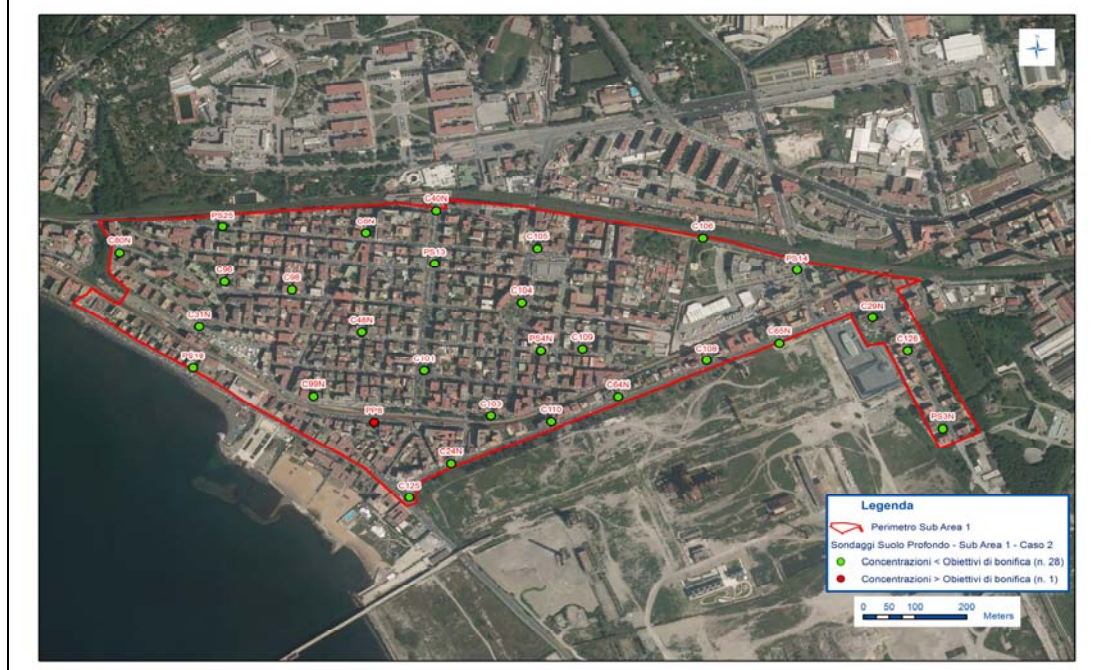 C40N
PS25
C6N
C106
C105
C80N
PS13
PS14
C96
C98
C104
C29N
C31N
C48N
C65N
PS4N
C109
C126
C108
PS16
C101
C99N
C64N
C103
PP8
C110
PS3N
C24N
C125
Legenda
Perimetro Sub Area 1
Sondaggi Suolo Profondo - Sub Area 1 - Caso 2
Concentrazioni < Obiettivi di bonifica (n. 28)
Concentrazioni > Obiettivi di bonifica (n. 1)
0 50 100 200
Meters